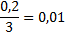 0,2/3 = 0,01